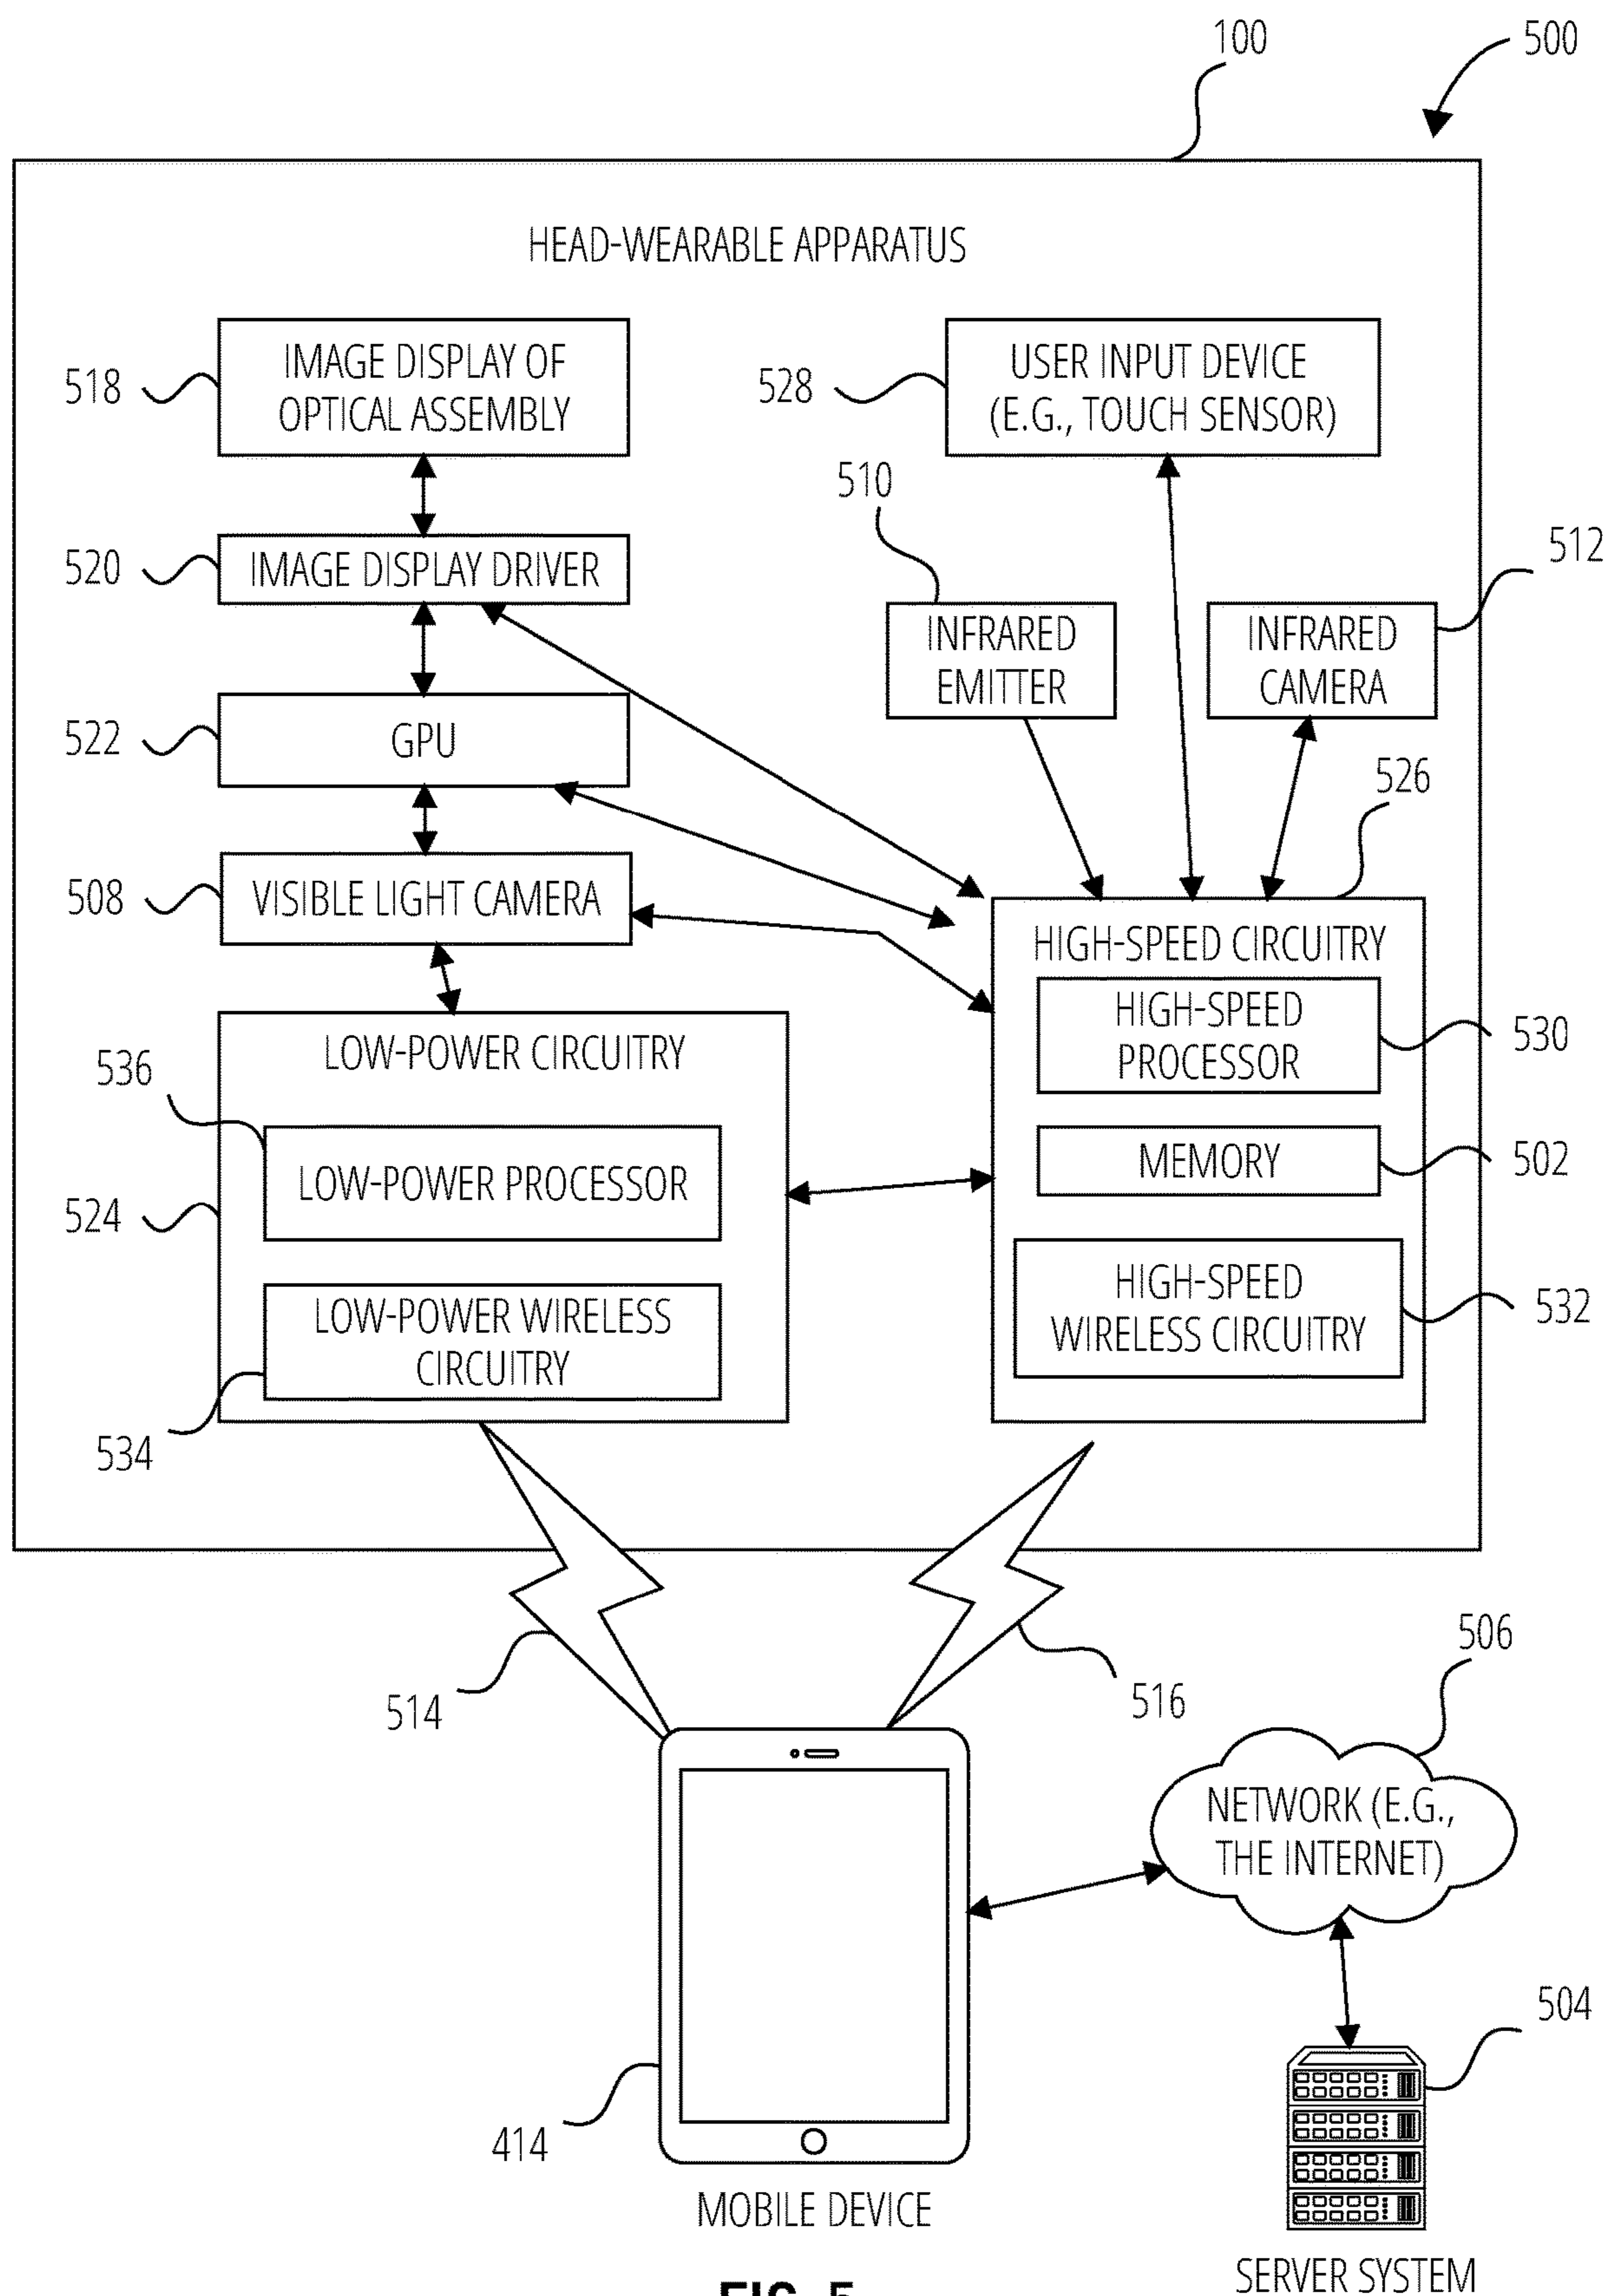 100
500
HEAD-WEARABLE APPARATUS
518
IMAGE DISPLAY OF
OPTICAL ASSEMBLY
528
USER INPUT DEVICE
(E.G., TOUCH SENSOR)
510
512
520
IMAGE DISPLAY DRIVER
INFRARED
EMITTER
INFRARED
CAMERA
522
GPU
526
508
VISIBLE LIGHT CAMERA
HIGH-SPEED CIRCUITRY
HIGH-SPEED
PROCESSOR
530
LOW-POWER CIRCUITRY
536
LOW-POWER PROCESSOR
524
MEMORY
502
LOW-POWER WIRELESS
CIRCUITRY
534
HIGH-SPEED
WIRELESS CIRCUITRY
532
514
516
506
NETWORK (E.G.,
THE INTERNET)
504
414
MOBILE DEVICE
SERVER SYSTEM
FIG. 5